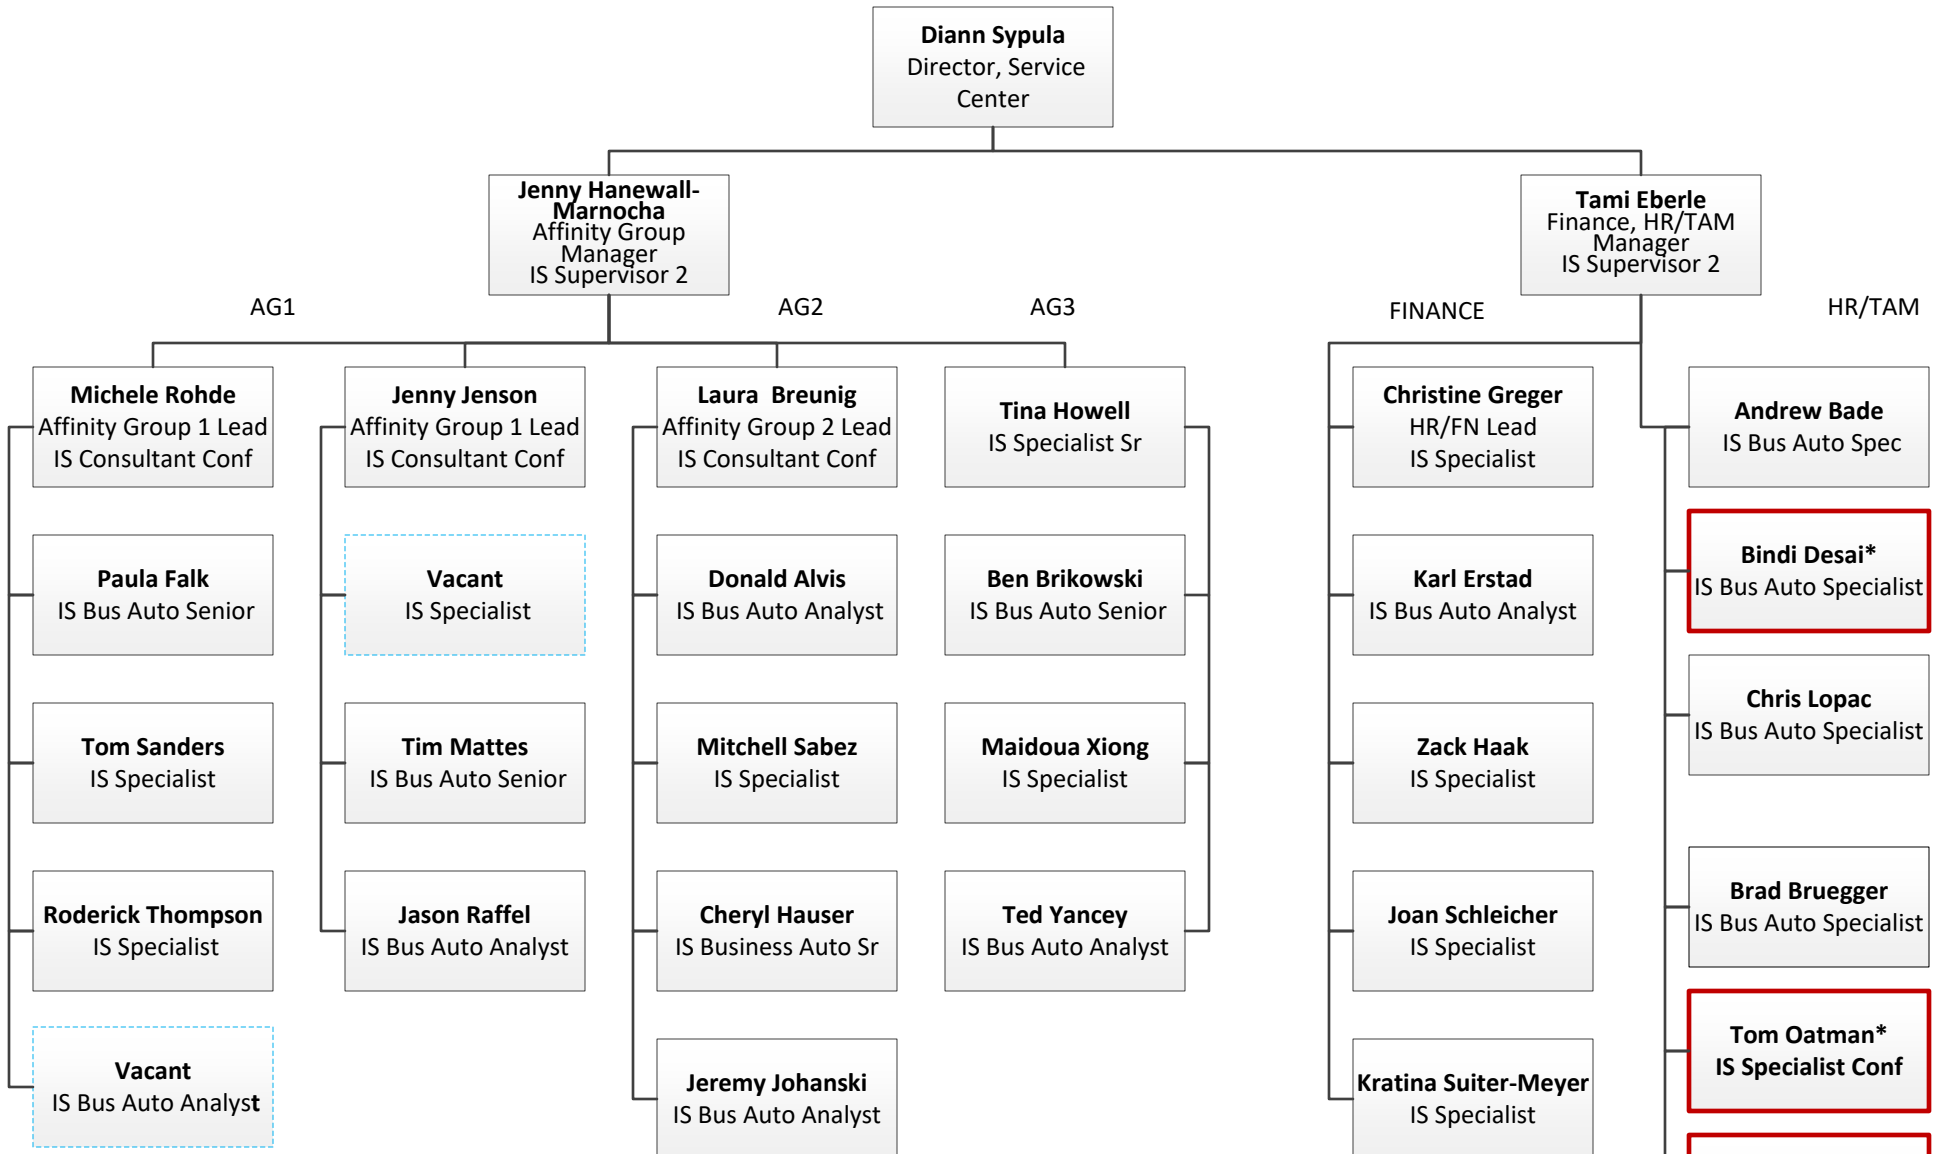 Diann Sypula
Director, Service
Center
Jenny Hanewall-
Marnocha
Affinity Group
Manager
IS Supervisor 2
Tami Eberle
Finance, HR/TAM
Manager
IS Supervisor 2
AG1
AG2
AG3
FINANCE
HR/TAM
Michele Rohde
Affinity Group 1 Lead
IS Consultant Conf
Jenny Jenson
Affinity Group 1 Lead
IS Consultant Conf
Laura  Breunig
Affinity Group 2 Lead
IS Consultant Conf
Tina Howell
IS Specialist Sr
Christine Greger
HR/FN Lead
IS Specialist
Andrew Bade
IS Bus Auto Spec
Paula Falk
IS Bus Auto Senior
Vacant
IS Specialist
Donald Alvis
IS Bus Auto Analyst
Ben Brikowski
IS Bus Auto Senior
Karl Erstad
IS Bus Auto Analyst
Bindi Desai*
IS Bus Auto Specialist
Tom Sanders
IS Specialist
Tim Mattes
IS Bus Auto Senior
Mitchell Sabez
IS Specialist
Maidoua Xiong
IS Specialist
Zack Haak
IS Specialist
Chris Lopac
IS Bus Auto Specialist
Roderick Thompson
IS Specialist
Jason Raffel
IS Bus Auto Analyst
Cheryl Hauser
IS Business Auto Sr
Ted Yancey
IS Bus Auto Analyst
Joan Schleicher
IS Specialist
Brad Bruegger
IS Bus Auto Specialist
Vacant
IS Bus Auto Analyst
Jeremy Johanski
IS Bus Auto Analyst
Kratina Suiter-Meyer
IS Specialist
Tom Oatman*
IS Specialist Conf